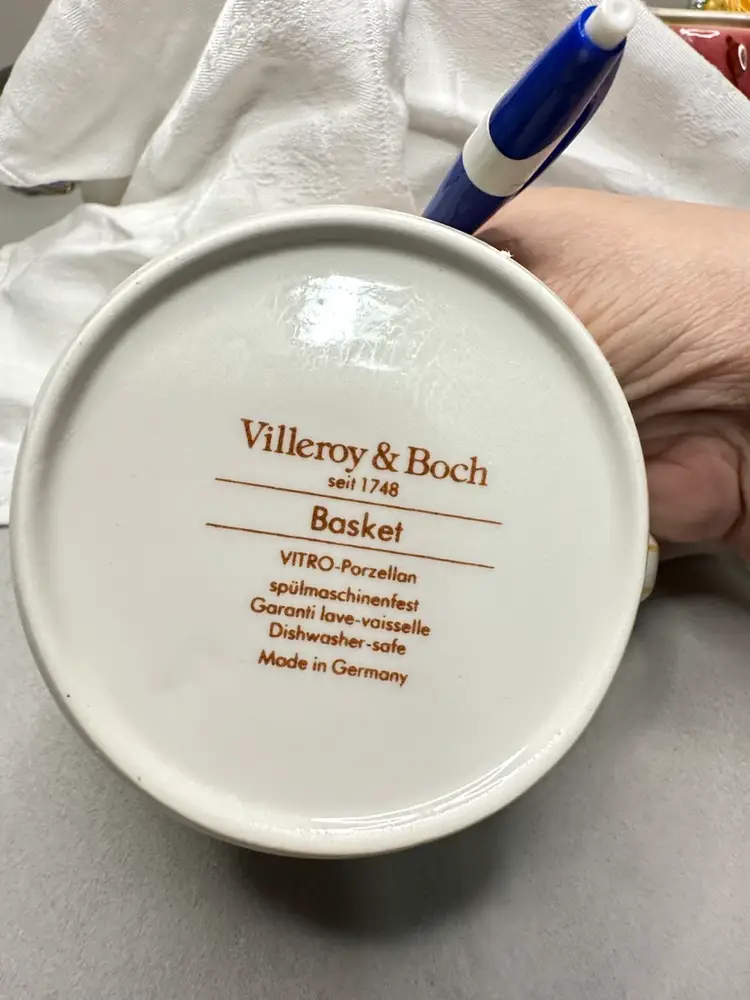 Villeroy & Boch
seit 1748
Basket
VITRO-Porzellan
spülmaschinenfest
Garanti lave-vaisselle
Dishwasher-safe
Made in Germany